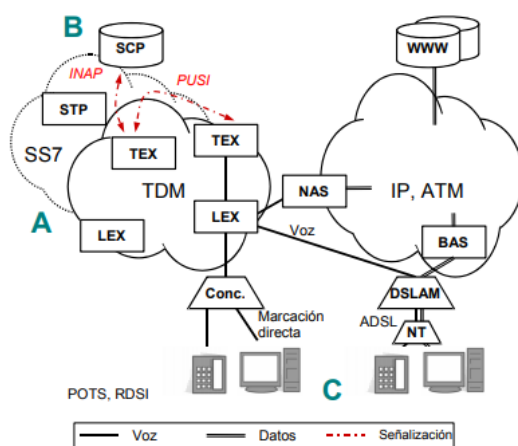 B
SCP
WWW
INAP
PUSI
STP
TEX
TEX
SS7
TDM
NAS
IP, ATM
A
LEX
LEX
Voz
BAS
Conc.
DSLAM
Marcación
directa
ADSL
NT
POTS, RDSI
C
Voz
Datos
Señalización